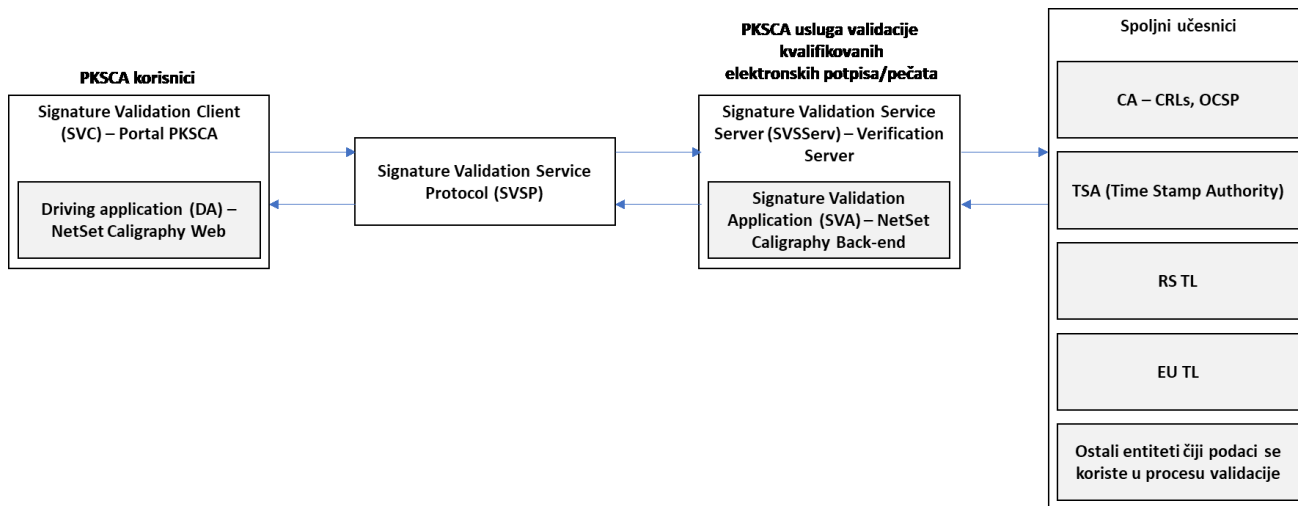 PKSCA korisnici
Signature Validation Client
(SVC) – Portal PKSCA
Driving application (DA) –
NetSet Caligraphy Web
Signature Validation Service
Protocol (SVSP)
PKSCA usluga validacije
kvalifikovanih
elektronskih potpisa/pečata
Signature Validation Service
Server (SVSServ) – Verification
Server
Signature Validation
Application (SVA) – NetSet
Caligraphy Back-end
Spoljni učesnici
CA – CRLs, OCSP
TSA (Time Stamp Authority)
RS TL
EU TL
Ostali entiteti čiji podaci se
koriste u procesu validacije